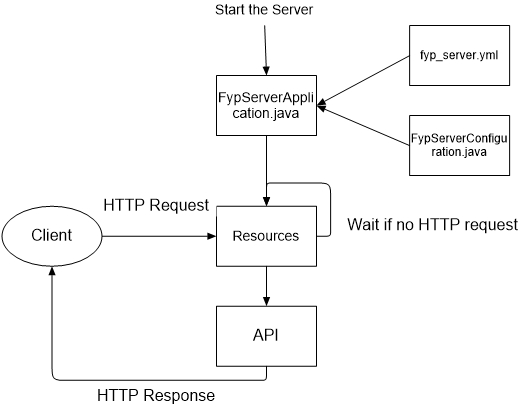 Start the Server
fyp_server.yml
FypServerAppli
cation.java
FypServerConfigu
ration.java
HTTP Request
Wait if no HTTP request
Client
Resources
API
HTTP Response